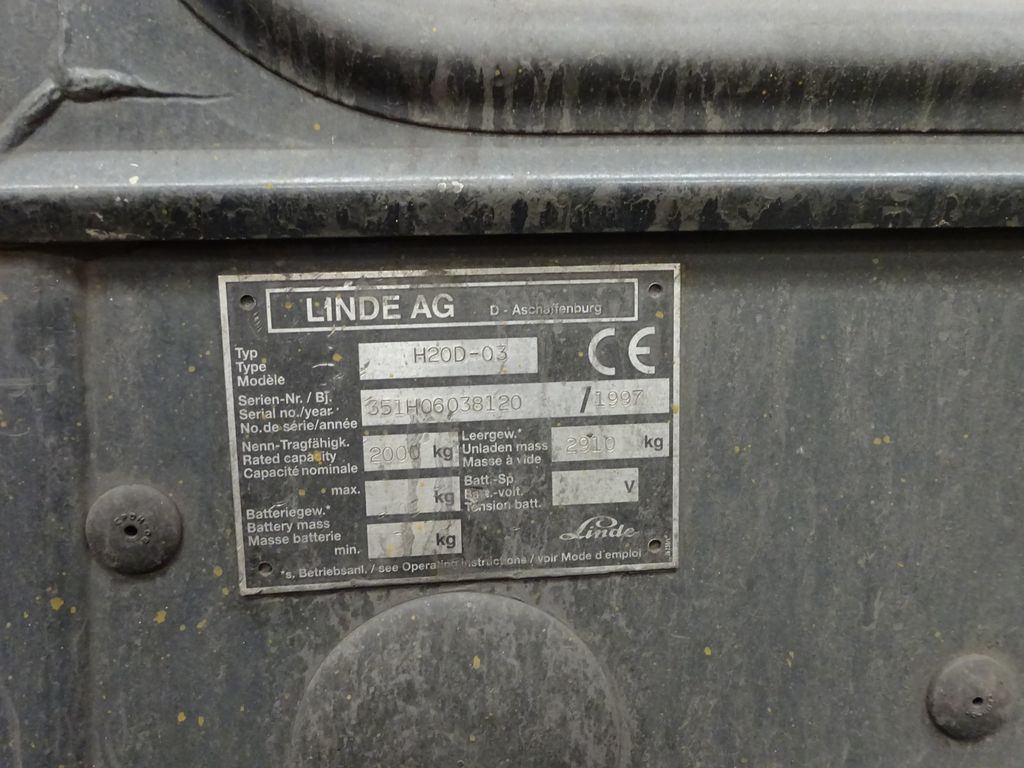 LINDE AG D - Aschaffenburg
Typ
Type
Modèle
H20D-03
CE
Serien-Nr. / Bj.
Serial no./year
No.de série/année
351H06038120 / 1997
Nenn-Tragfähigk.
Rated capacity
Capacité nominale
2000 kg
Leergew.*
Unladen mass
Masse à vide
2910 kg
Batteriegew.*
Battery mass
Masse batterie
max. kg
min. kg
Batt.-Sp.
Batt.-volt.
Tension batt.
V
Linde
*s. Betriebsanl. / see Operating Instructions / voir Mode d'emploi